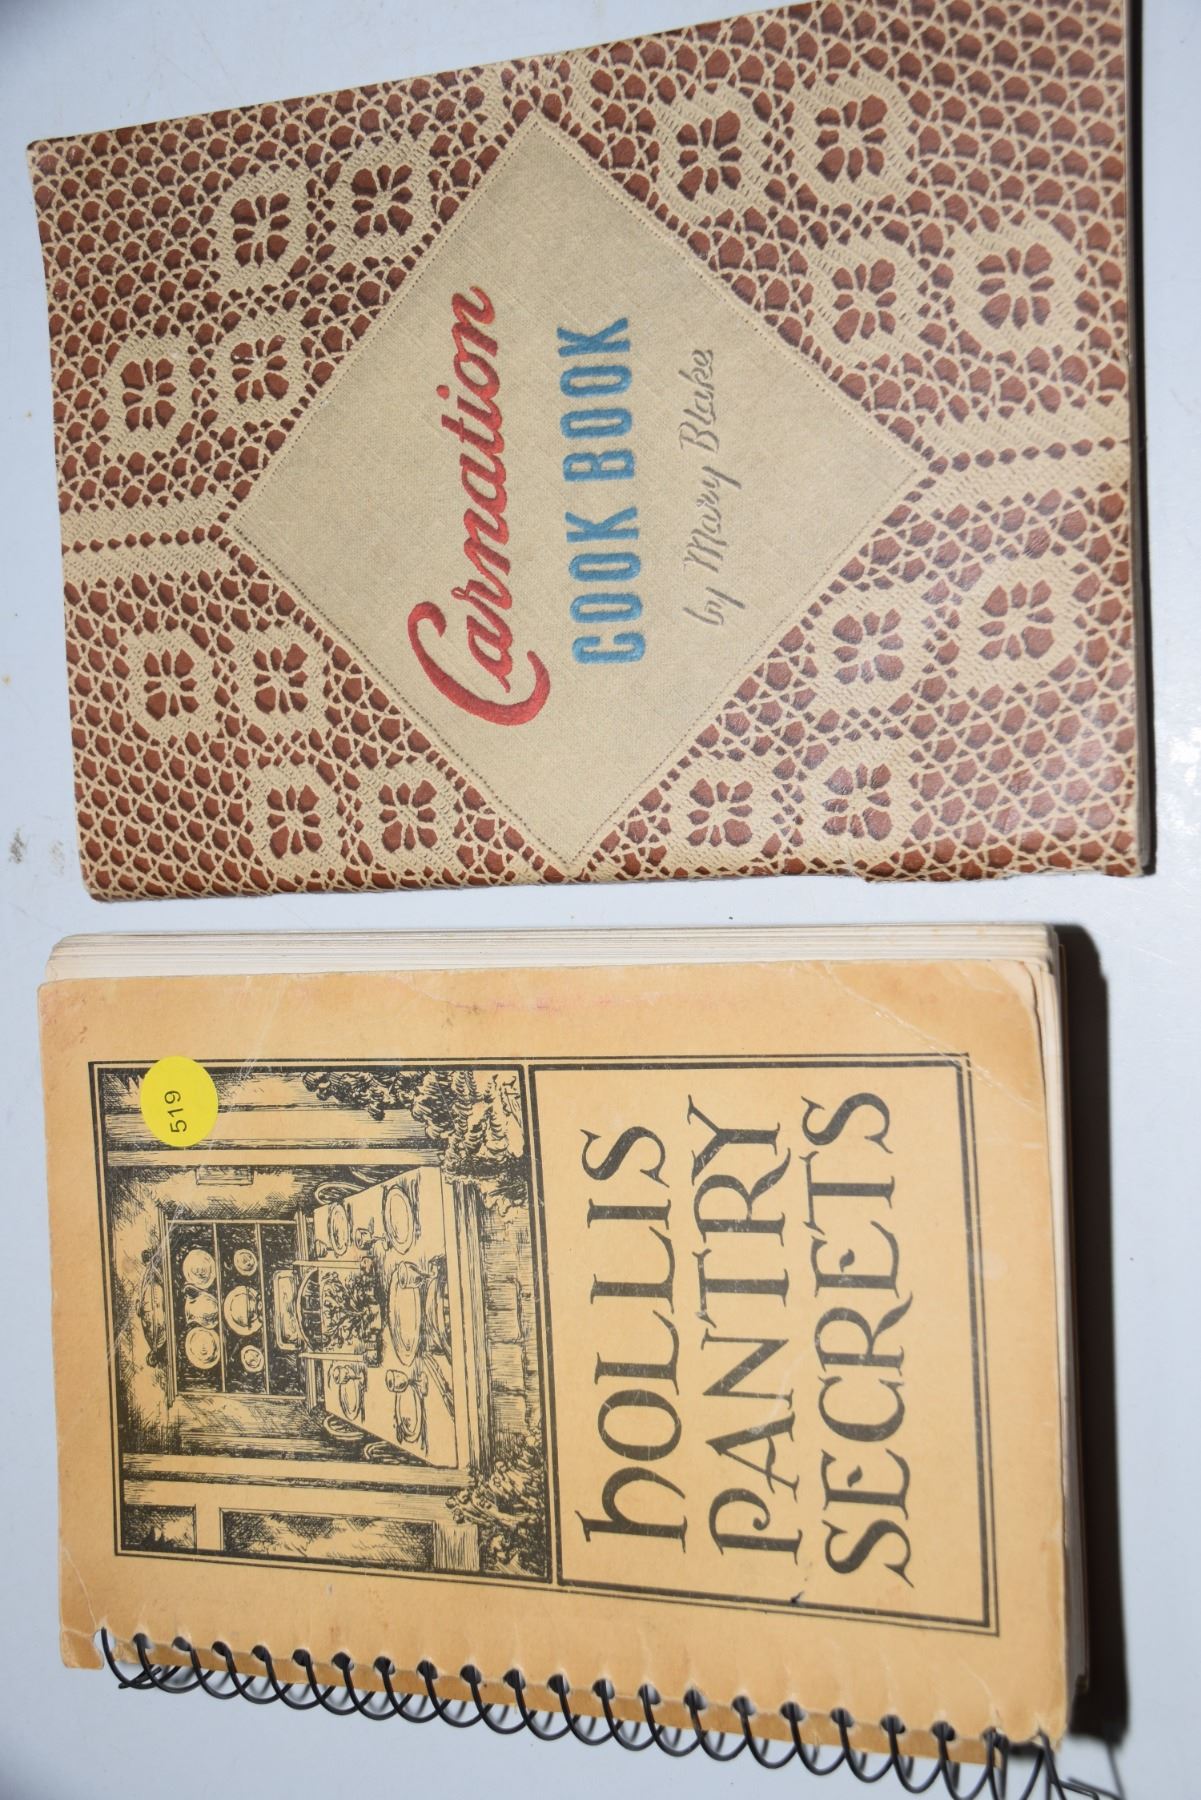 Carnation
COOK BOOK
by Mary Blake
519
hOLLIS
PANTRY
SECRETS